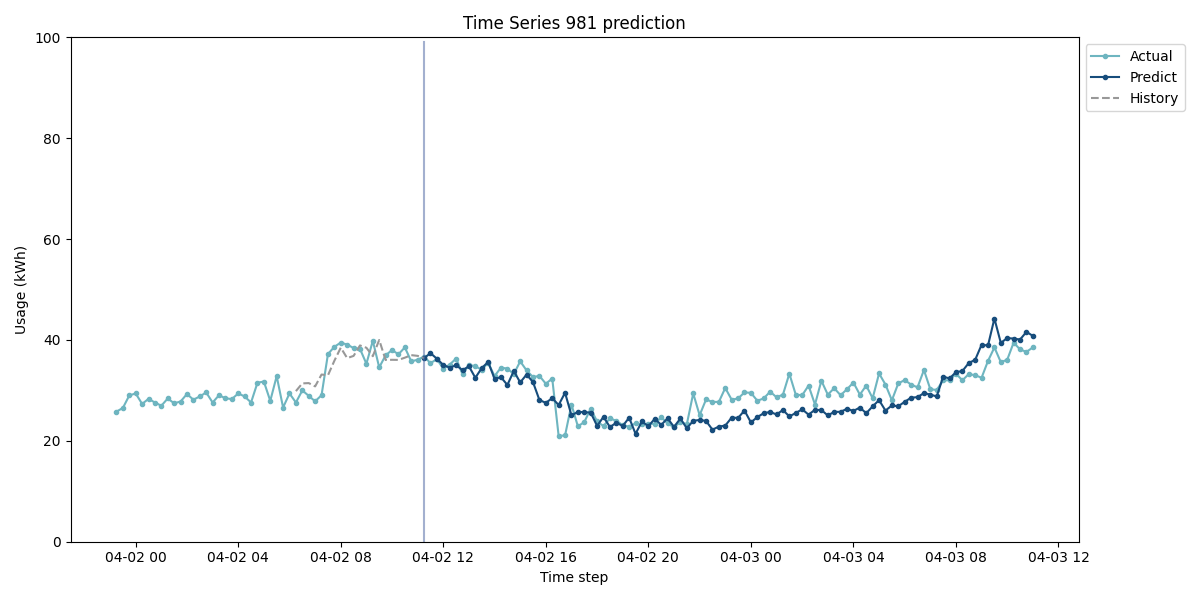 Time Series 981 prediction
100
80
60
40
20
0
Usage (kWh)
04-02 00
04-02 04
04-02 08
04-02 12
04-02 16
04-02 20
04-03 00
04-03 04
04-03 08
04-03 12
Time step
Actual
Predict
History